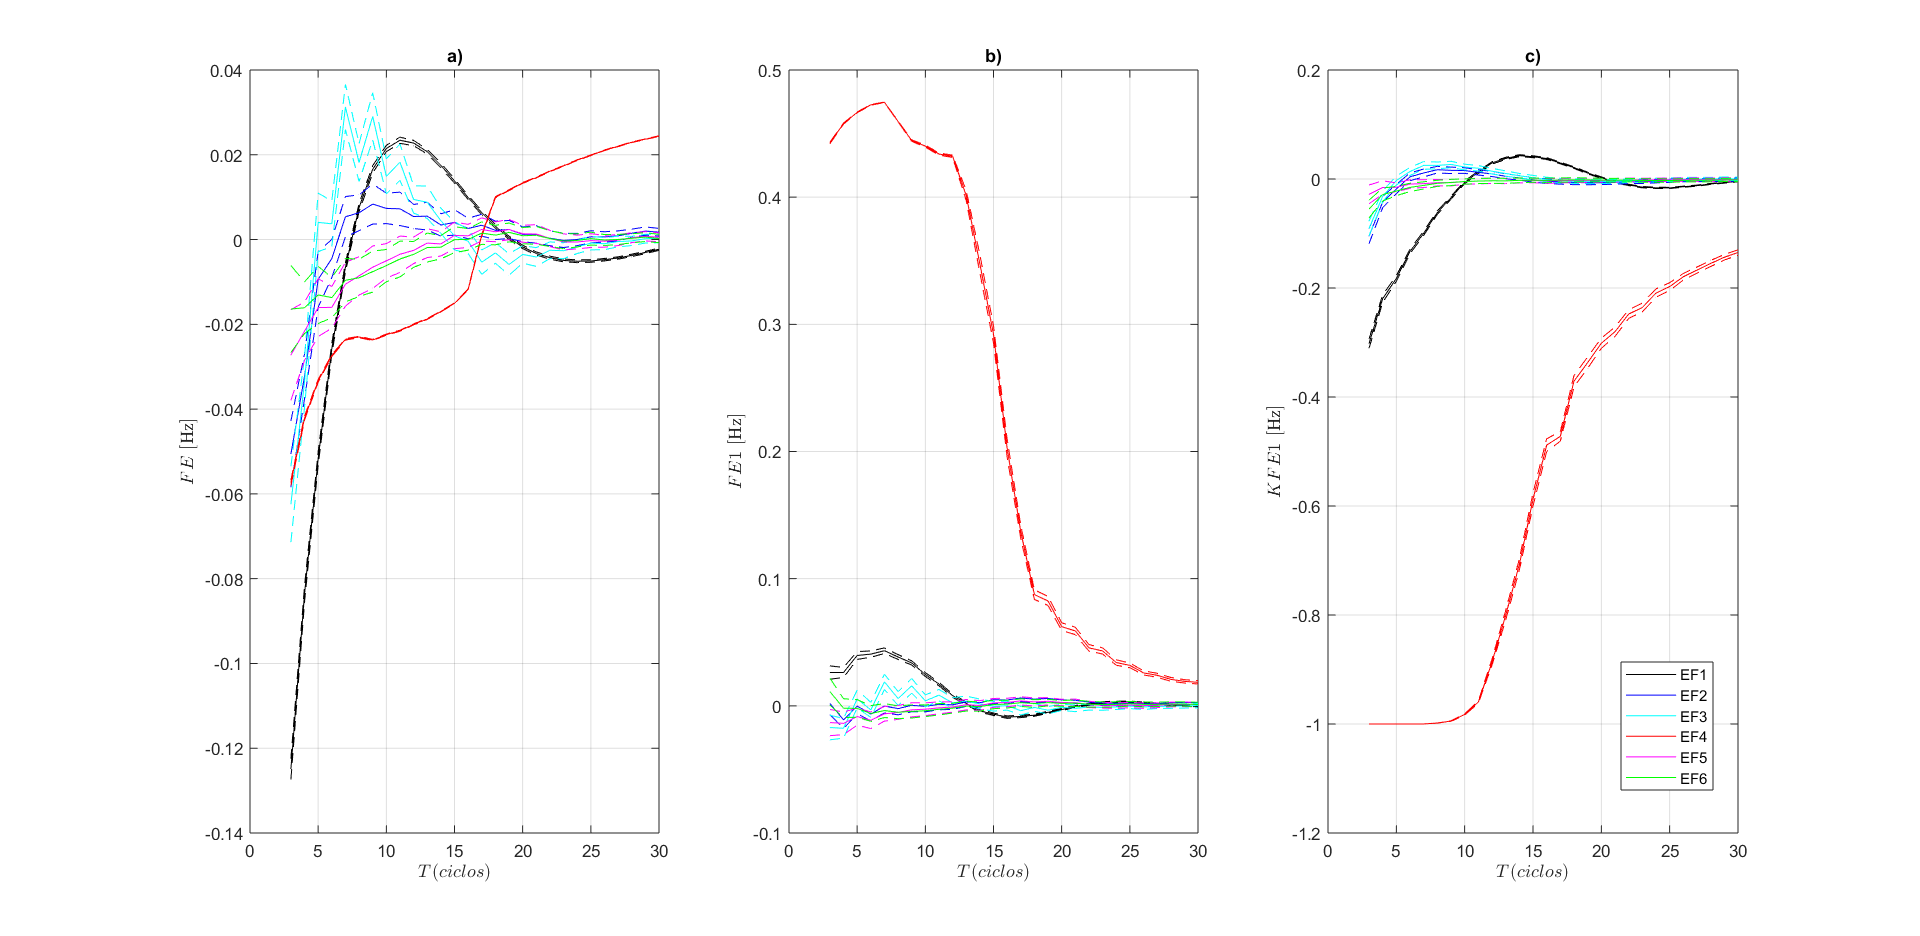 a)
0.04
0.02
0
-0.02
-0.04
-0.06
-0.08
-0.1
-0.12
-0.14
0 5 10 15 20 25 30
T(ciclos)
FE [Hz]
b)
0.5
0.4
0.3
0.2
0.1
0
-0.1
0 5 10 15 20 25 30
T(ciclos)
FE1 [Hz]
c)
0.2
0
-0.2
-0.4
-0.6
-0.8
-1
-1.2
0 5 10 15 20 25 30
T(ciclos)
KFE1 [Hz]
EF1
EF2
EF3
EF4
EF5
EF6